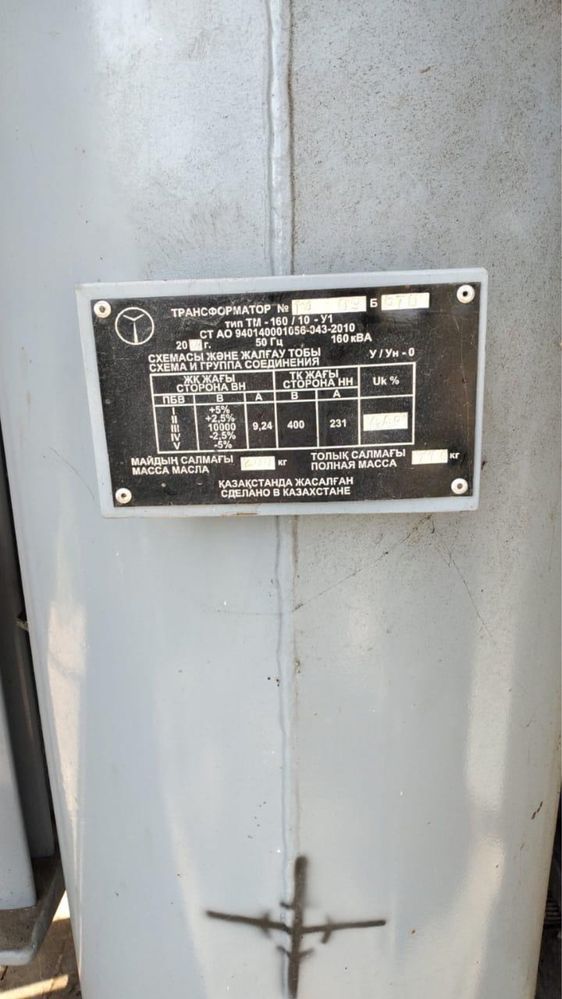 ТРАНСФОРМАТОР № Б
тип ТМ - 160 / 10 - У1
СТ АО 940140001056-043-2010
20 г. 50 Гц 160 кВА
СХЕМАСЫ ЖӘНЕ ЖАЛҒАУ ТОБЫ
СХЕМА И ГРУППА СОЕДИНЕНИЯ У / Ун - 0
ЖК ЖАҒЫ ТК ЖАҒЫ Uk %
СТОРОНА ВН СТОРОНА НН
ПБВ В А В А
I +5%
II +2,5%
III 10000 9,24 400 231
IV -2,5%
V -5%
МАЙДЫҢ САЛМАҒЫ кг ТОЛЫҚ САЛМАҒЫ кг
МАССА МАСЛА ПОЛНАЯ МАССА
ҚАЗАҚСТАНДА ЖАСАЛҒАН
СДЕЛАНО В КАЗАХСТАНЕ